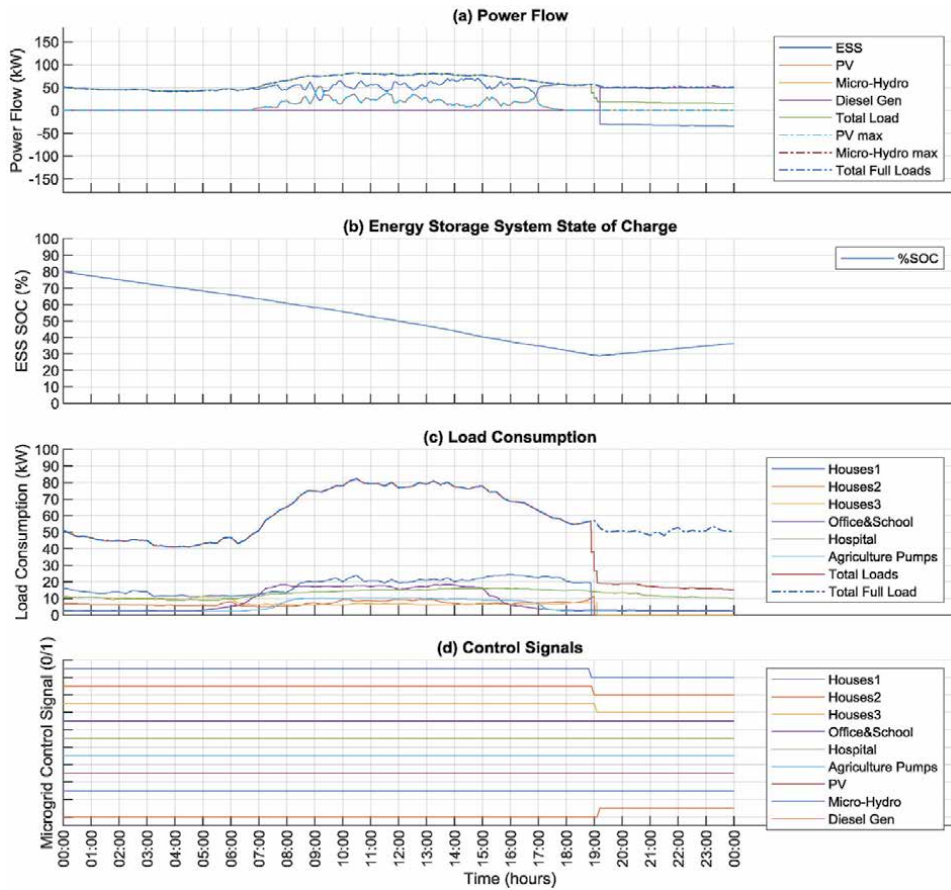 (a) Power Flow
Power Flow (kW)
150
100
50
0
-50
-100
-150
ESS
PV
Micro-Hydro
Diesel Gen
Total Load
PV max
Micro-Hydro max
Total Full Loads
(b) Energy Storage System State of Charge
ESS SOC (%)
100
90
80
70
60
50
40
30
20
10
0
%SOC
(c) Load Consumption
Load Consumption (kW)
100
90
80
70
60
50
40
30
20
10
0
Houses1
Houses2
Houses3
Office&School
Hospital
Agriculture Pumps
Total Loads
Total Full Load
(d) Control Signals
Microgrid Control Signal (0/1)
Houses1
Houses2
Houses3
Office&School
Hospital
Agriculture Pumps
PV
Micro-Hydro
Diesel Gen
00:00 01:00 02:00 03:00 04:00 05:00 06:00 07:00 08:00 09:00 10:00 11:00 12:00 13:00 14:00 15:00 16:00 17:00 18:00 19:00 20:00 21:00 22:00 23:00 00:00
Time (hours)